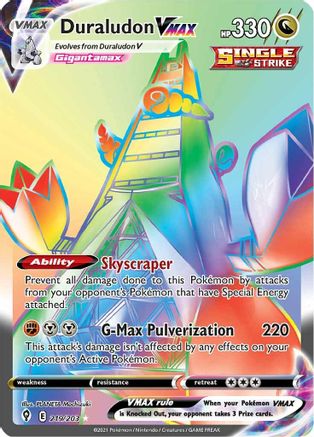 VMAX
Duraludon VMAX
HP 330
Evolves from Duraludon V
Gigantamax
SINGLE STRIKE
Ability Skyscraper
Prevent all damage done to this Pokémon by attacks
from your opponent's Pokémon that have Special Energy
attached.
G-Max Pulverization 220
This attack's damage isn't affected by any effects on your
opponent's Active Pokémon.
weakness resistance retreat
Illus. PLANETA Mochizuki
E 219/203
VMAX rule When your Pokémon VMAX
is Knocked Out, your opponent takes 3 Prize cards.
©2021 Pokémon / Nintendo / Creatures / GAME FREAK